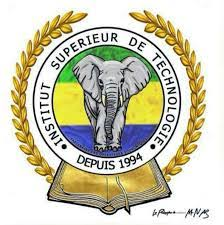 INSTITUT SUPERIEUR DE TECHNOLOGIE
DEPUIS 1994